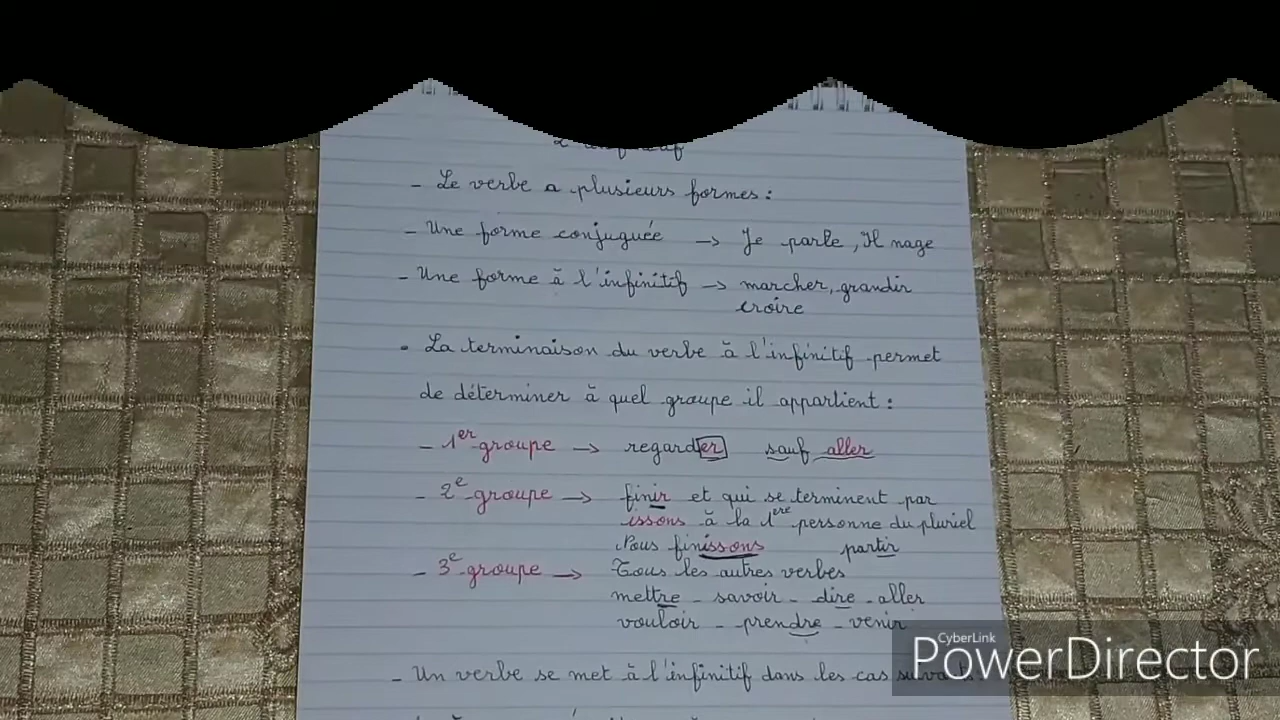 - Le verbe a plusieurs formes :
- Une forme conjuguée → Je parle, Il nage
- Une forme à l'infinitif → marcher, grandir
croire
• La terminaison du verbe à l'infinitif permet
de déterminer à quel groupe il appartient :
- 1er groupe → regarder sauf aller
- 2e groupe → finir et qui se terminent par
issons à la 1ère personne du pluriel
Nous finissons partir
- 3e groupe → Tous les autres verbes
mettre - savoir - dire - aller
vouloir - prendre - venir
- Un verbe se met à l'infinitif dans les cas
CyberLink
PowerDirector